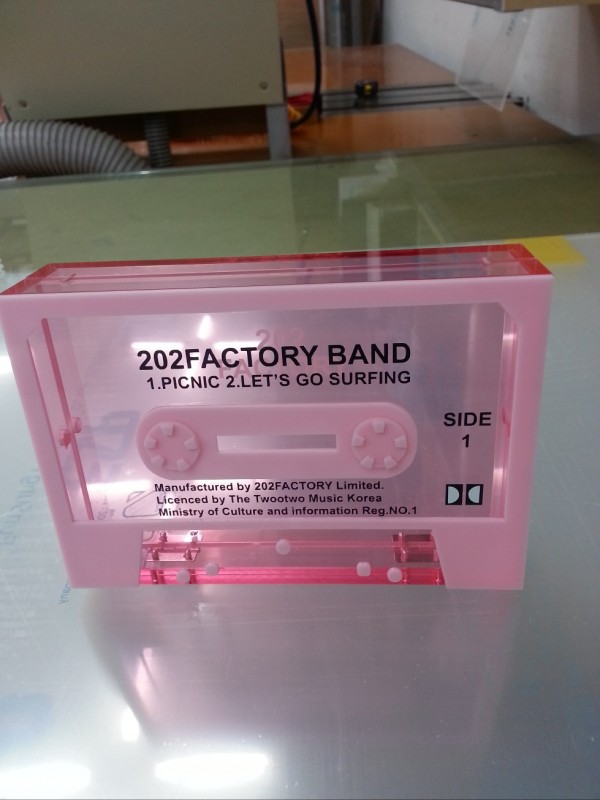 202FACTORY BAND
1.PICNIC 2.LET'S GO SURFING
SIDE
1
Manufactured by 202FACTORY Limited.
Licenced by The Twootwo Music Korea
Ministry of Culture and information Reg.NO.1